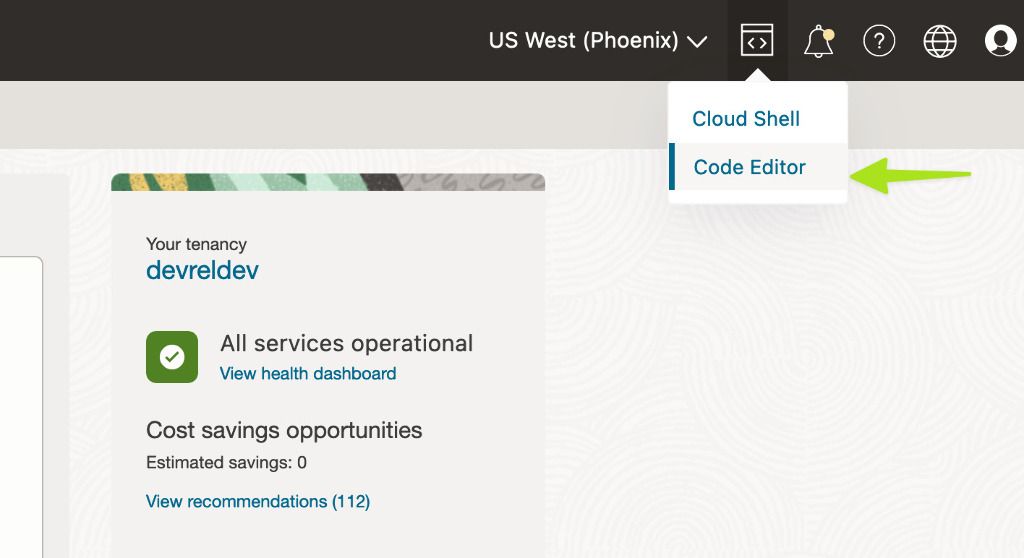 US West (Phoenix)
Cloud Shell
Code Editor
Your tenancy
devreldev
All services operational
View health dashboard
Cost savings opportunities
Estimated savings: 0
View recommendations (112)